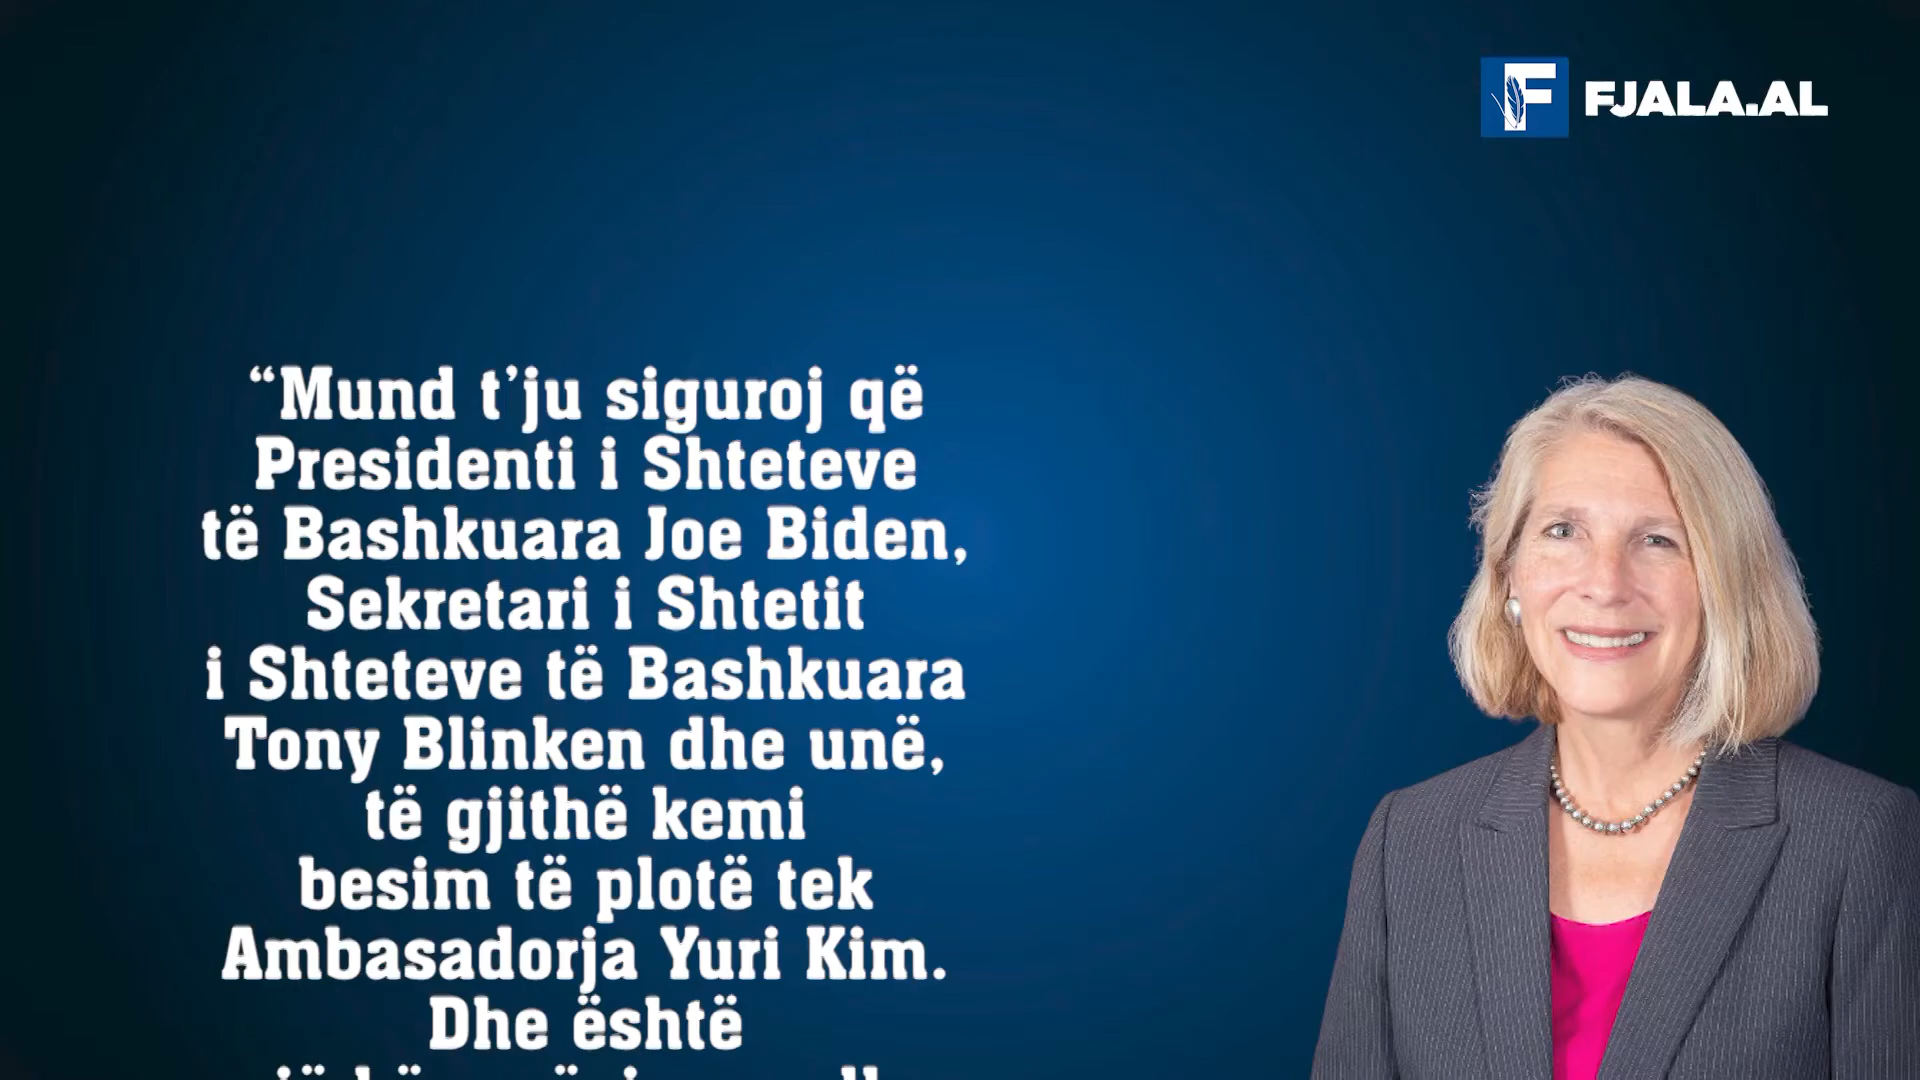 FJALA.AL
“Mund t’ju siguroj që
Presidenti i Shteteve
të Bashkuara Joe Biden,
Sekretari i Shtetit
i Shteteve të Bashkuara
Tony Blinken dhe unë,
të gjithë kemi
besim të plotë tek
Ambasadorja Yuri Kim.
Dhe është